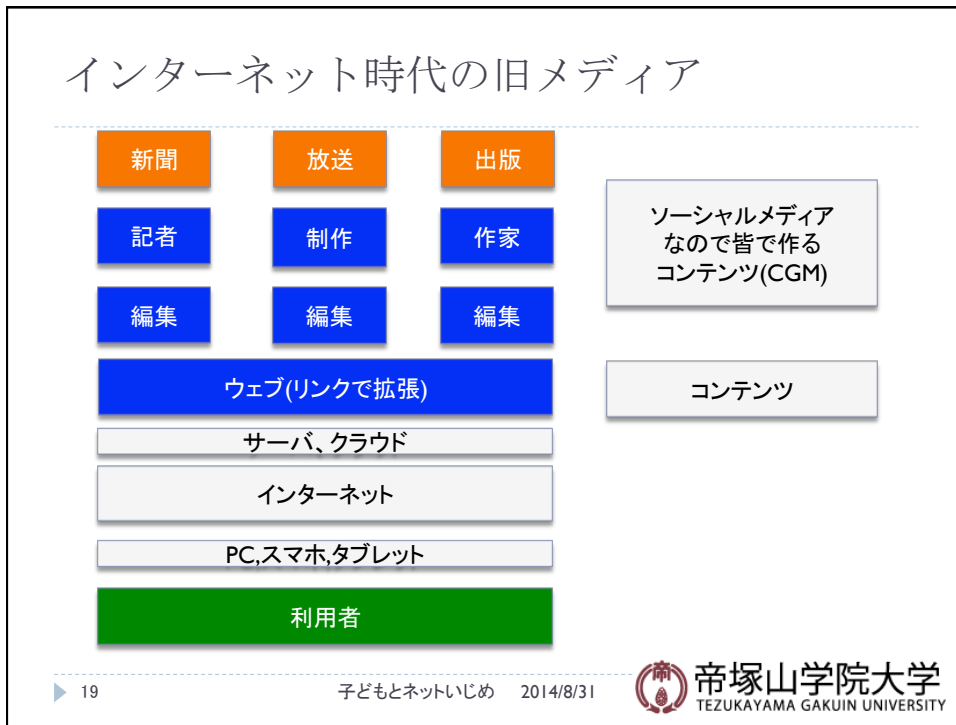 インターネット時代の旧メディア
新聞 放送 出版
記者 制作 作家
編集 編集 編集
ソーシャルメディア
なので皆で作る
コンテンツ(CGM)
ウェブ(リンクで拡張)
コンテンツ
サーバ、クラウド
インターネット
PC,スマホ,タブレット
利用者
19 子どもとネットいじめ 2014/8/31
帝
帝塚山学院大学
TEZUKAYAMA GAKUIN UNIVERSITY